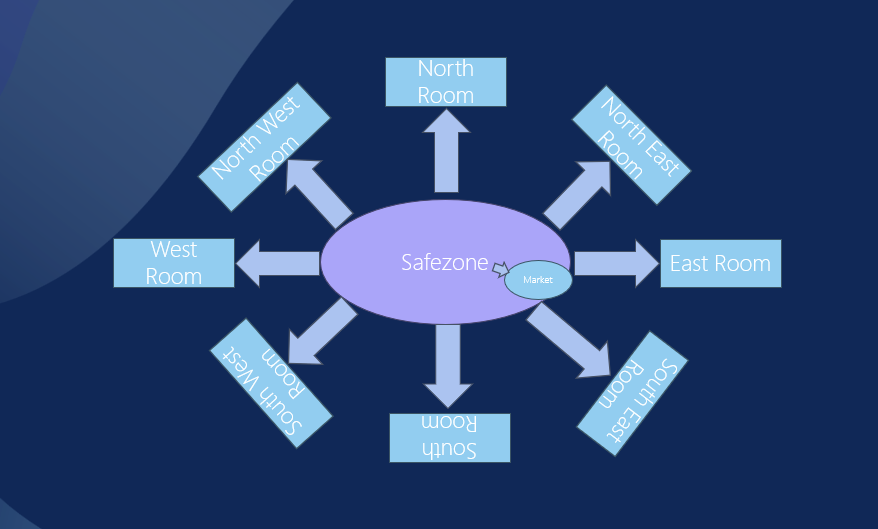 North
Room
North West
Room
North East
Room
West
Room
Safezone
Market
East Room
South West
Room
South East
Room
South
Room